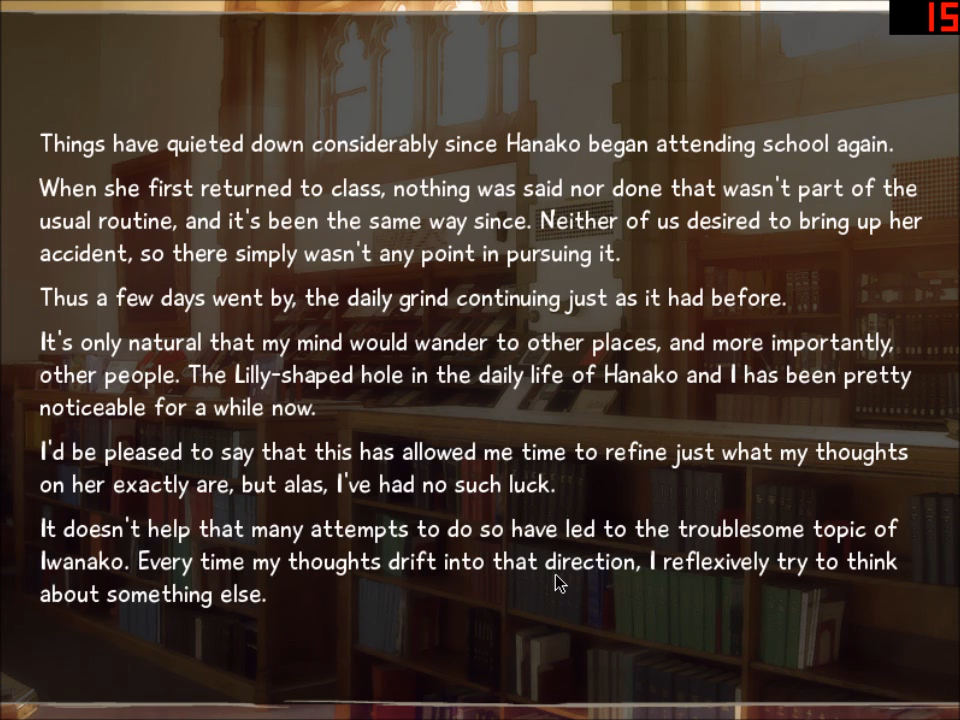 15
Things have quieted down considerably since Hanako began attending school again.
When she first returned to class, nothing was said nor done that wasn't part of the
usual routine, and it's been the same way since. Neither of us desired to bring up her
accident, so there simply wasn't any point in pursuing it.
Thus a few days went by, the daily grind continuing just as it had before.
It's only natural that my mind would wander to other places, and more importantly,
other people. The Lilly-shaped hole in the daily life of Hanako and I has been pretty
noticeable for a while now.
I'd be pleased to say that this has allowed me time to refine just what my thoughts
on her exactly are, but alas, I've had no such luck.
It doesn't help that many attempts to do so have led to the troublesome topic of
Iwanako. Every time my thoughts drift into that direction, I reflexively try to think
about something else.